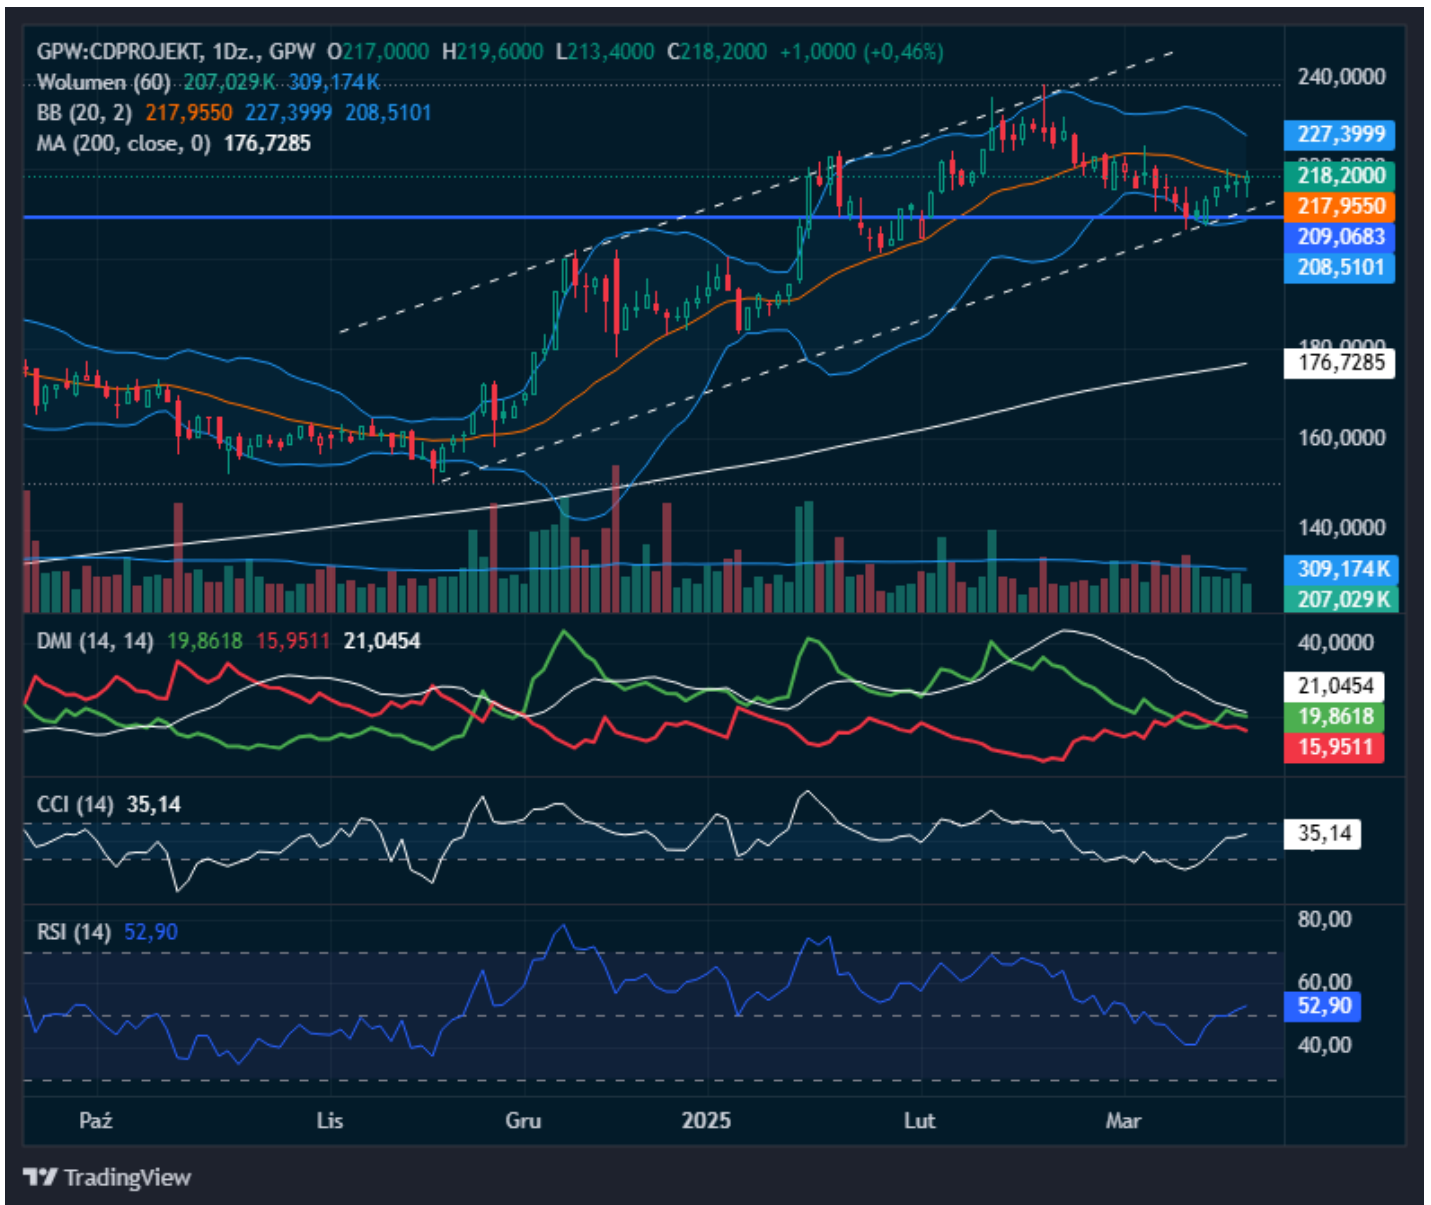 GPW:CDPROJEKT, 1Dz., GPW O217,0000 H219,6000 L213,4000 C218,2000 +1,0000 (+0,46%)
Wolumen (60) 207,029K 309,174K
BB (20, 2) 217,9550 227,3999 208,5101
MA (200, close, 0) 176,7285
240,0000
227,3999
218,2000
217,9550
209,0683
208,5101
180,0000
176,7285
160,0000
140,0000
309,174K
207,029K
DMI (14, 14) 19,8618 15,9511 21,0454
40,0000
21,0454
19,8618
15,9511
CCI (14) 35,14
35,14
RSI (14) 52,90
80,00
60,00
52,90
40,00
Paź Lis Gru 2025 Lut Mar
TradingView